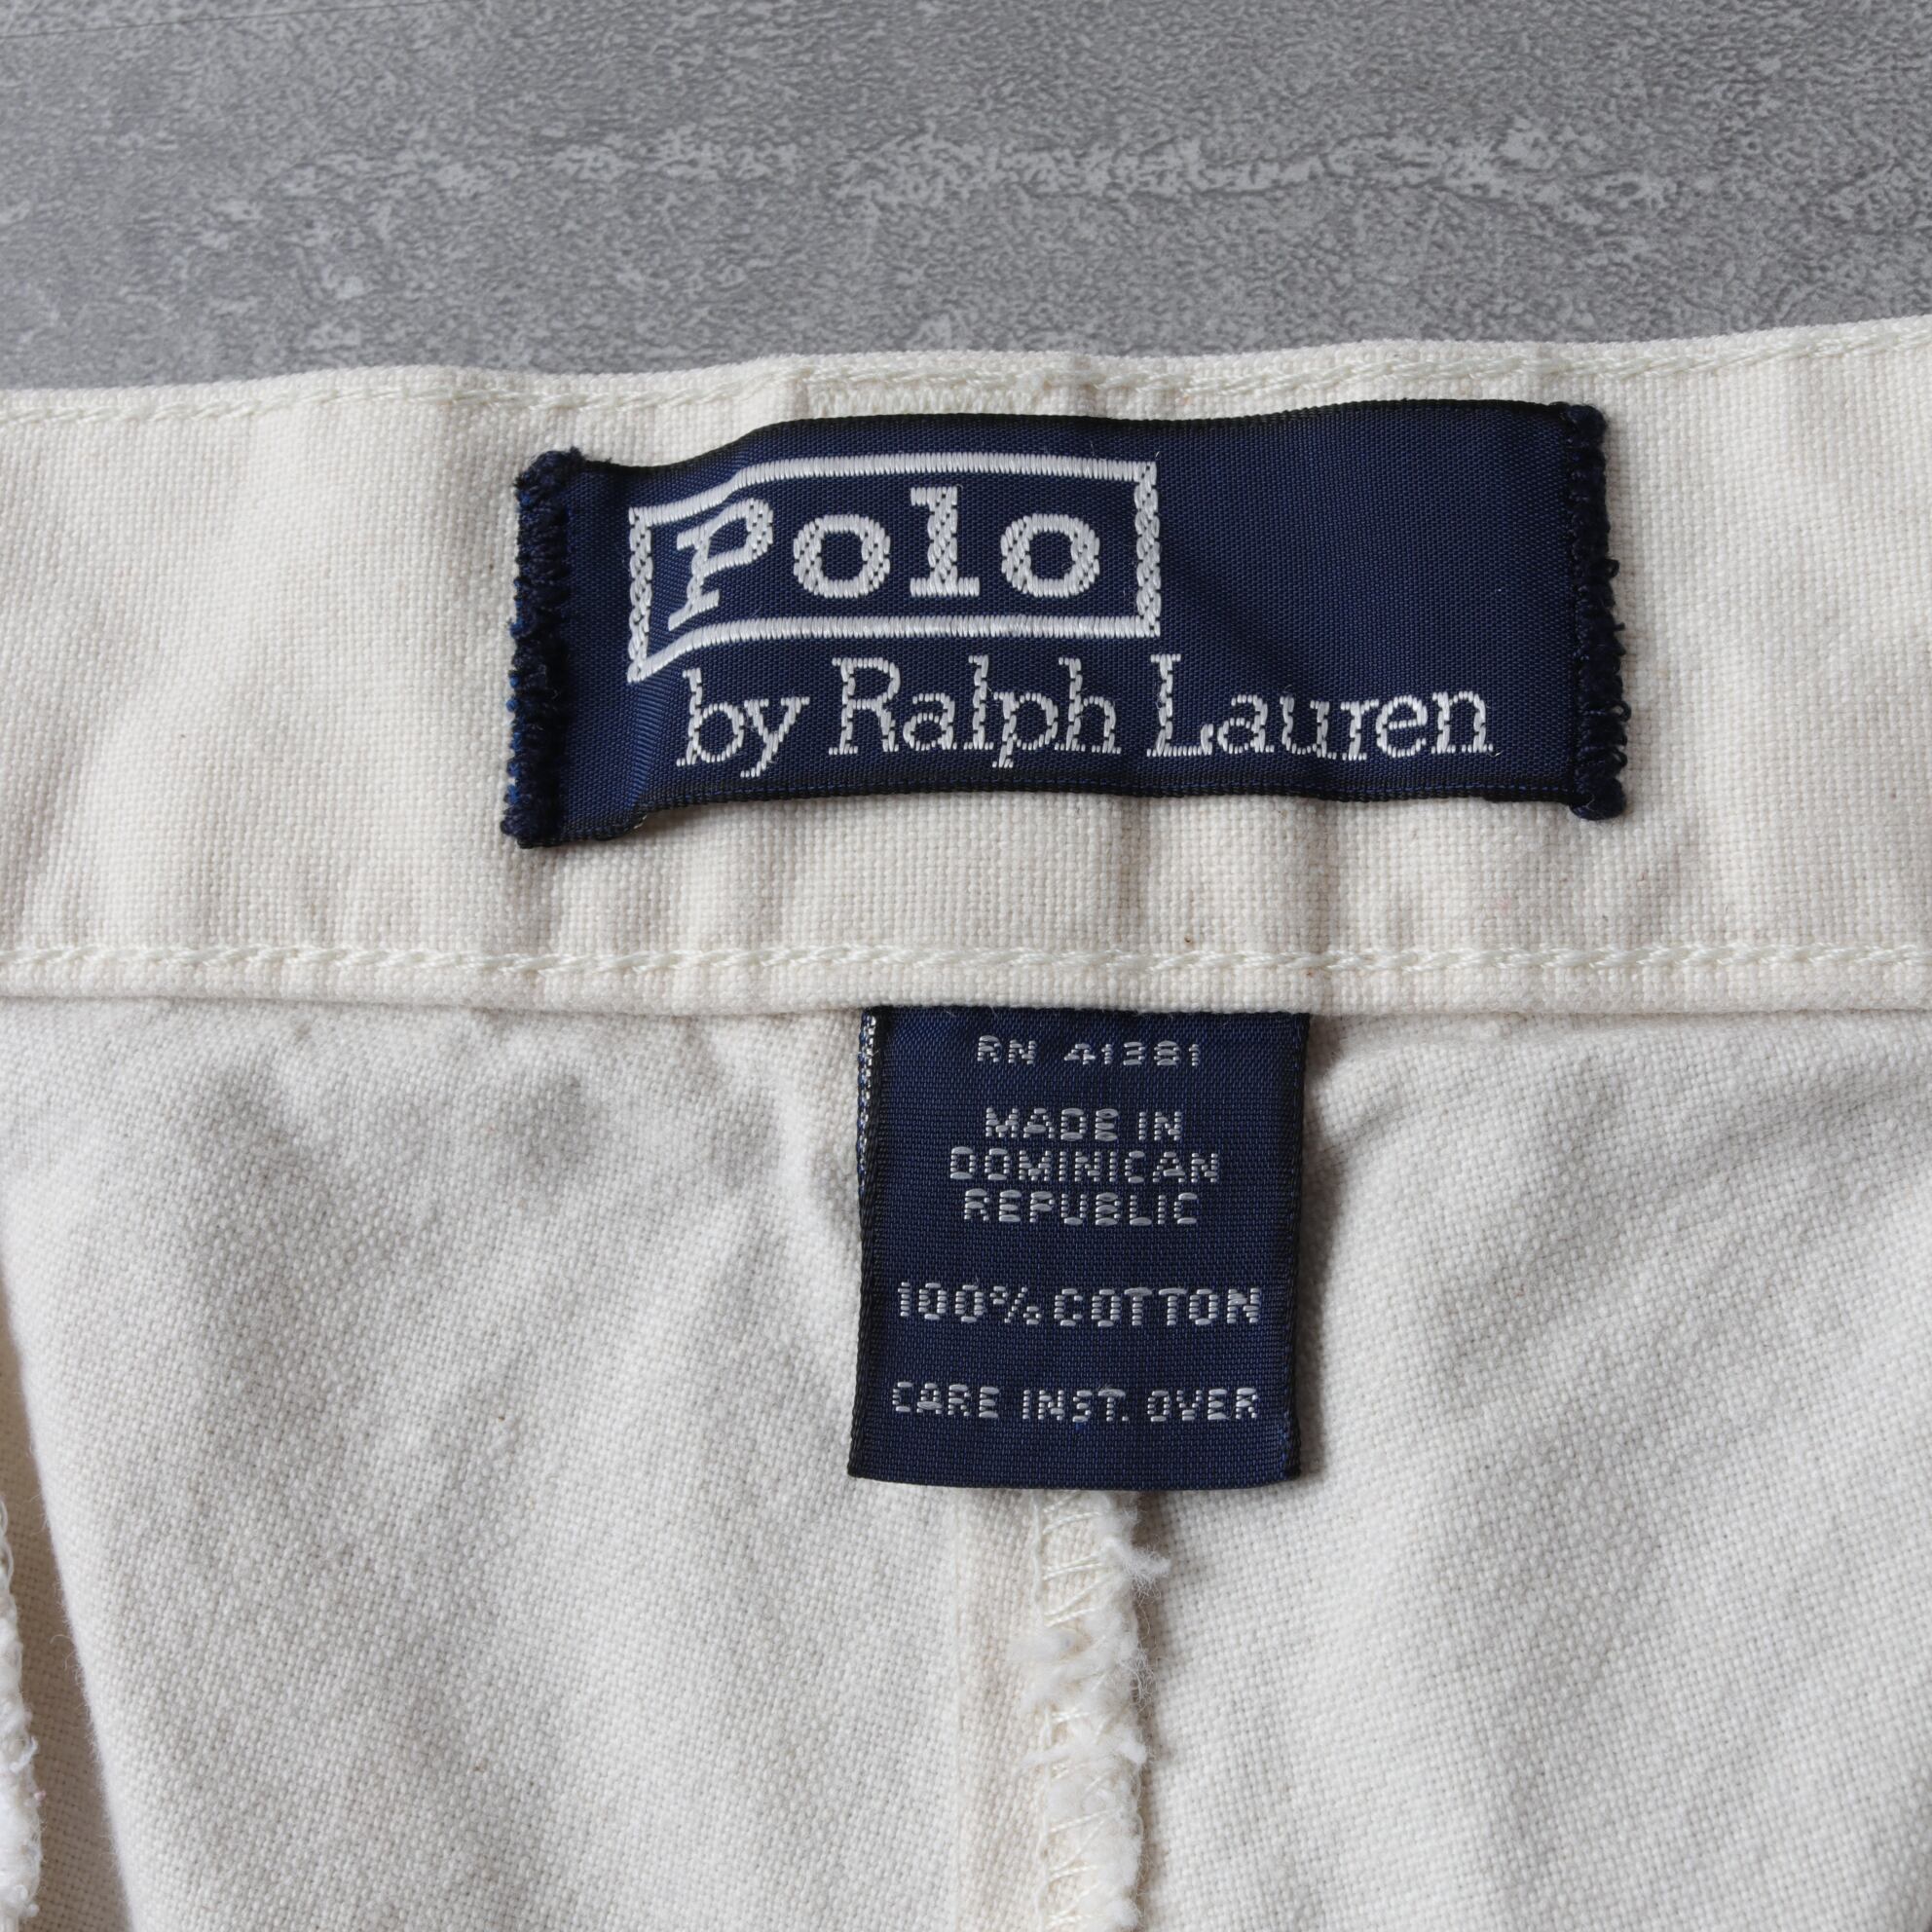 Polo
by Ralph Lauren
RN 41381
MADE IN
DOMINICAN
REPUBLIC
100% COTTON
CARE INST. OVER